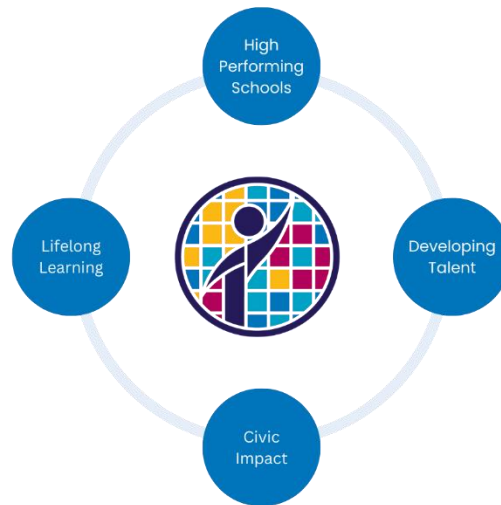 High
Performing
Schools
Lifelong
Learning
Developing
Talent
Civic
Impact